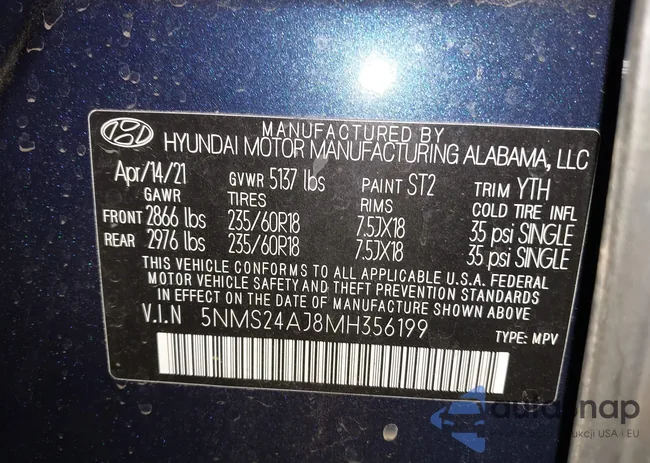 MANUFACTURED BY
HYUNDAI MOTOR MANUFACTURING ALABAMA, LLC
Apr/14/21 GVWR 5137 lbs PAINT ST2 TRIM YTH
GAWR TIRES RIMS COLD TIRE INFL
FRONT 2866 lbs 235/60R18 7.5JX18 35 psi SINGLE
REAR 2976 lbs 235/60R18 7.5JX18 35 psi SINGLE
THIS VEHICLE CONFORMS TO ALL APPLICABLE U.S.A. FEDERAL
MOTOR VEHICLE SAFETY AND THEFT PREVENTION STANDARDS
IN EFFECT ON THE DATE OF MANUFACTURE SHOWN ABOVE
V.I.N 5NMS24AJ8MH356199 TYPE: MPV
autosnap
USA i EU